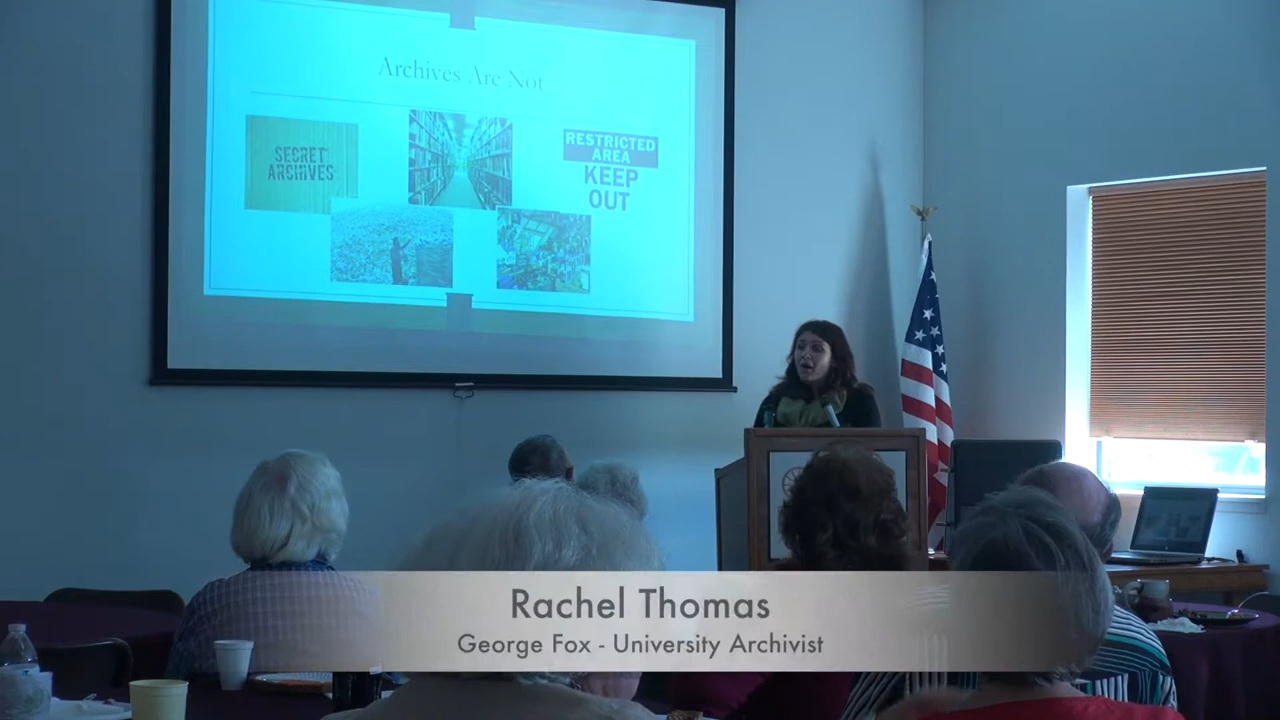 Archives Are Not
SECRET
ARCHIVES
RESTRICTED
AREA
KEEP
OUT
Rachel Thomas
George Fox - University Archivist